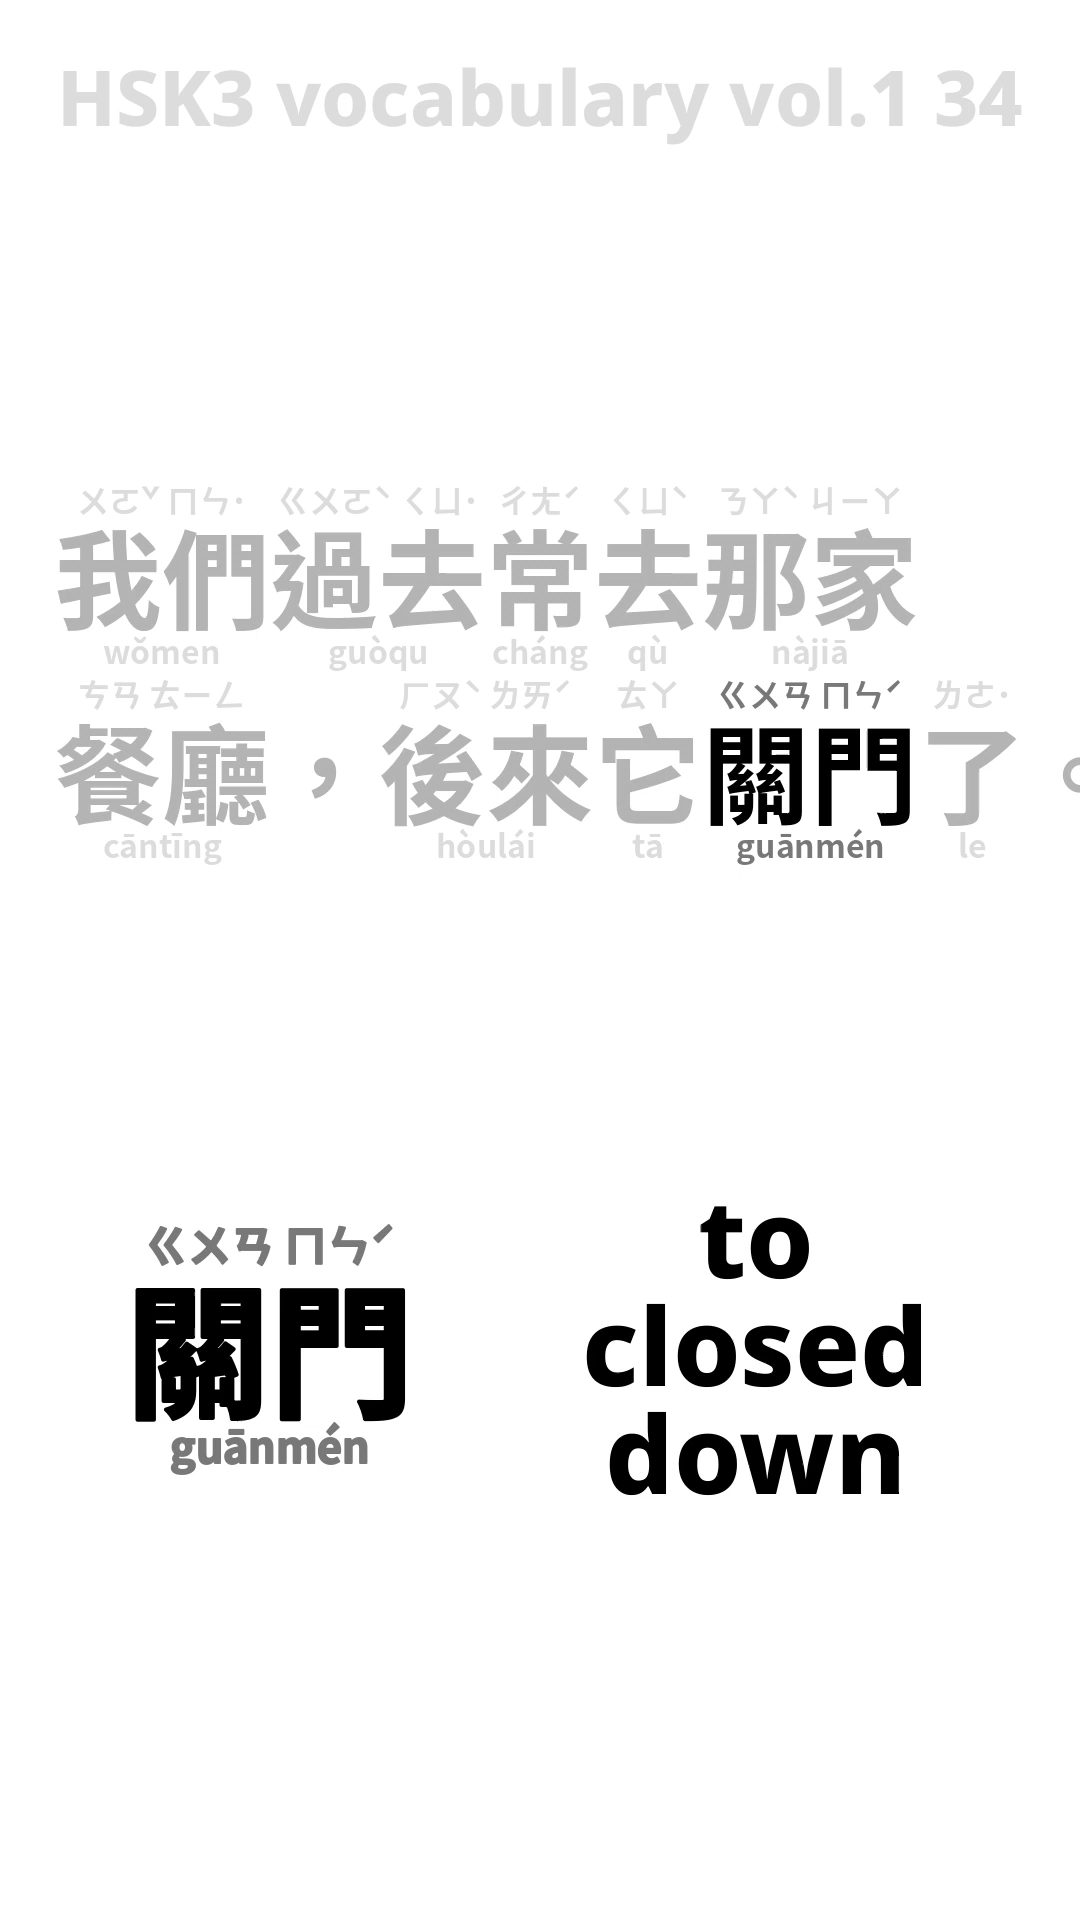 HSK3 vocabulary vol.1 34
ㄨㄛˇ ㄇㄣ˙ ㄍㄨㄛˋ ㄑㄩ˙ ㄔㄤˊ ㄑㄩˋ ㄋㄚˋ ㄐㄧㄚ
我們過去常去那家
wǒmen guòqu cháng qù nàjiā
ㄘㄢ ㄊㄧㄥ ㄏㄡˋ ㄌㄞˊ ㄊㄚ ㄍㄨㄢ ㄇㄣˊ ㄌㄜ˙
餐廳，後來它關門了。
cāntīng hòulái tā guānmén le
ㄍㄨㄢ ㄇㄣˊ
關門
guānmén
to
closed
down